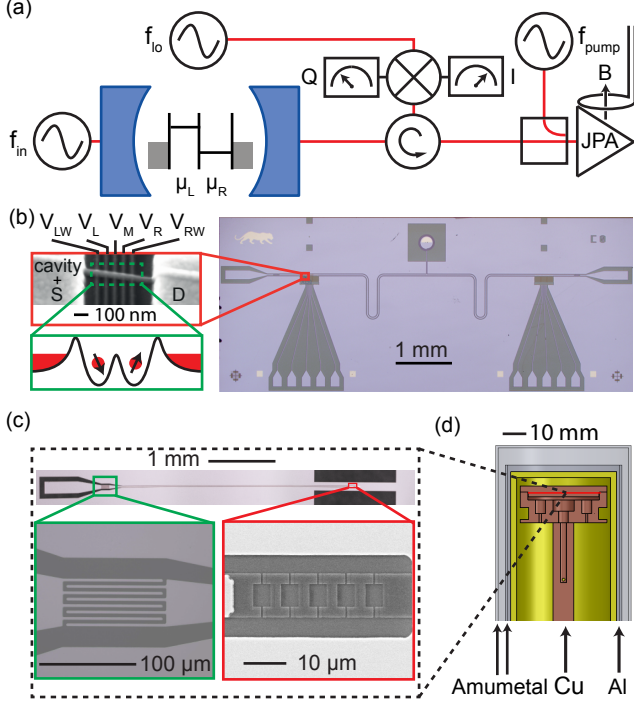 (a)
f_lo
f_pump
Q
I
B
f_in
JPA
μ_L μ_R
(b)
V_LW V_L V_M V_R V_RW
cavity
+
S
D
100 nm
1 mm
(c)
(d)
1 mm
10 mm
100 μm
10 μm
Amumetal Cu Al